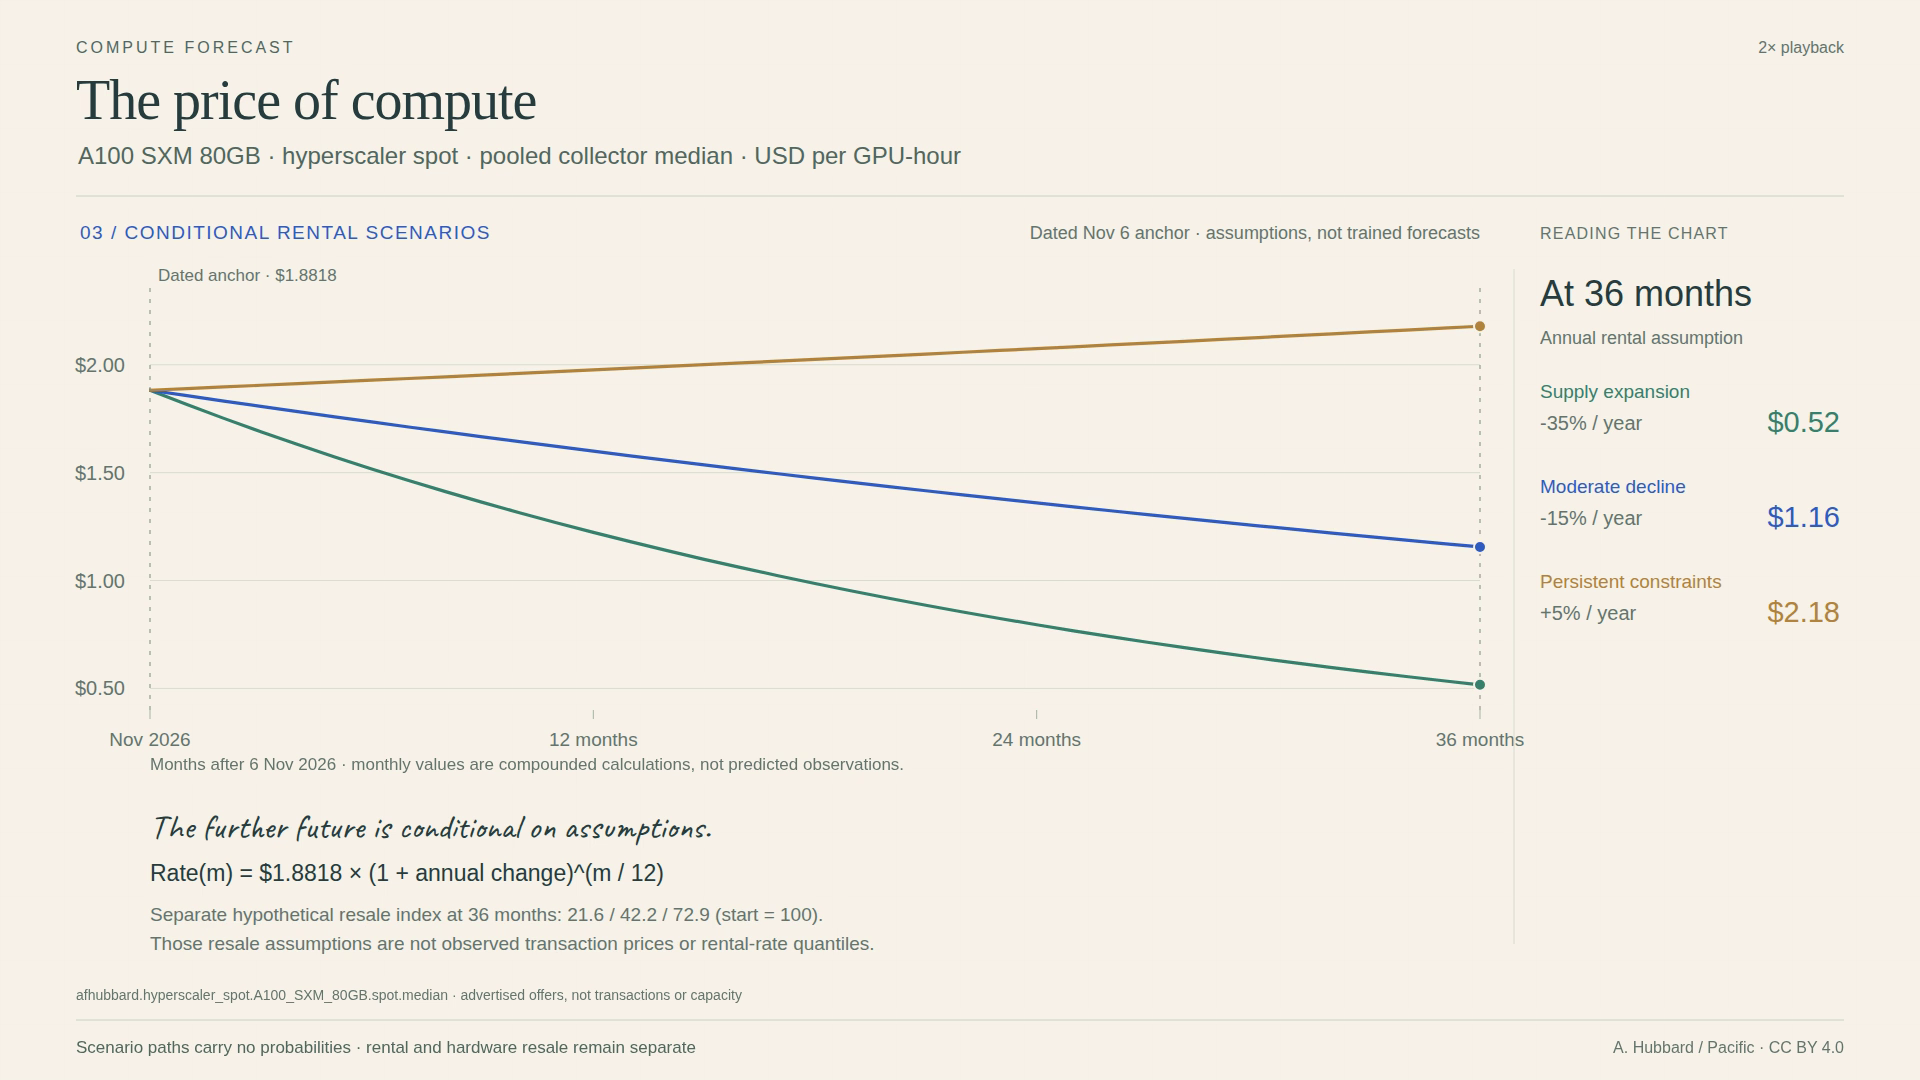 COMPUTE FORECAST
2× playback
The price of compute
A100 SXM 80GB · hyperscaler spot · pooled collector median · USD per GPU-hour
03 / CONDITIONAL RENTAL SCENARIOS
Dated Nov 6 anchor · assumptions, not trained forecasts
Dated anchor · $1.8818
$2.00
$1.50
$1.00
$0.50
Nov 2026
12 months
24 months
36 months
Months after 6 Nov 2026 · monthly values are compounded calculations, not predicted observations.
READING THE CHART
At 36 months
Annual rental assumption
Supply expansion
-35% / year
$0.52
Moderate decline
-15% / year
$1.16
Persistent constraints
+5% / year
$2.18
The further future is conditional on assumptions.
Rate(m) = $1.8818 × (1 + annual change)^(m / 12)
Separate hypothetical resale index at 36 months: 21.6 / 42.2 / 72.9 (start = 100).
Those resale assumptions are not observed transaction prices or rental-rate quantiles.
afhubbard.hyperscaler_spot.A100_SXM_80GB.spot.median · advertised offers, not transactions or capacity
Scenario paths carry no probabilities · rental and hardware resale remain separate
A. Hubbard / Pacific · CC BY 4.0